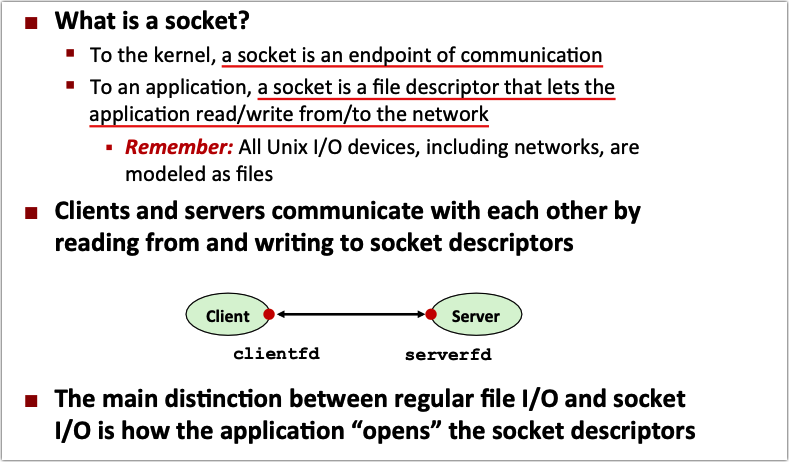 What is a socket?
To the kernel, a socket is an endpoint of communication
To an application, a socket is a file descriptor that lets the
application read/write from/to the network
Remember: All Unix I/O devices, including networks, are
modeled as files
Clients and servers communicate with each other by
reading from and writing to socket descriptors
Client
Server
clientfd
serverfd
The main distinction between regular file I/O and socket
I/O is how the application “opens” the socket descriptors